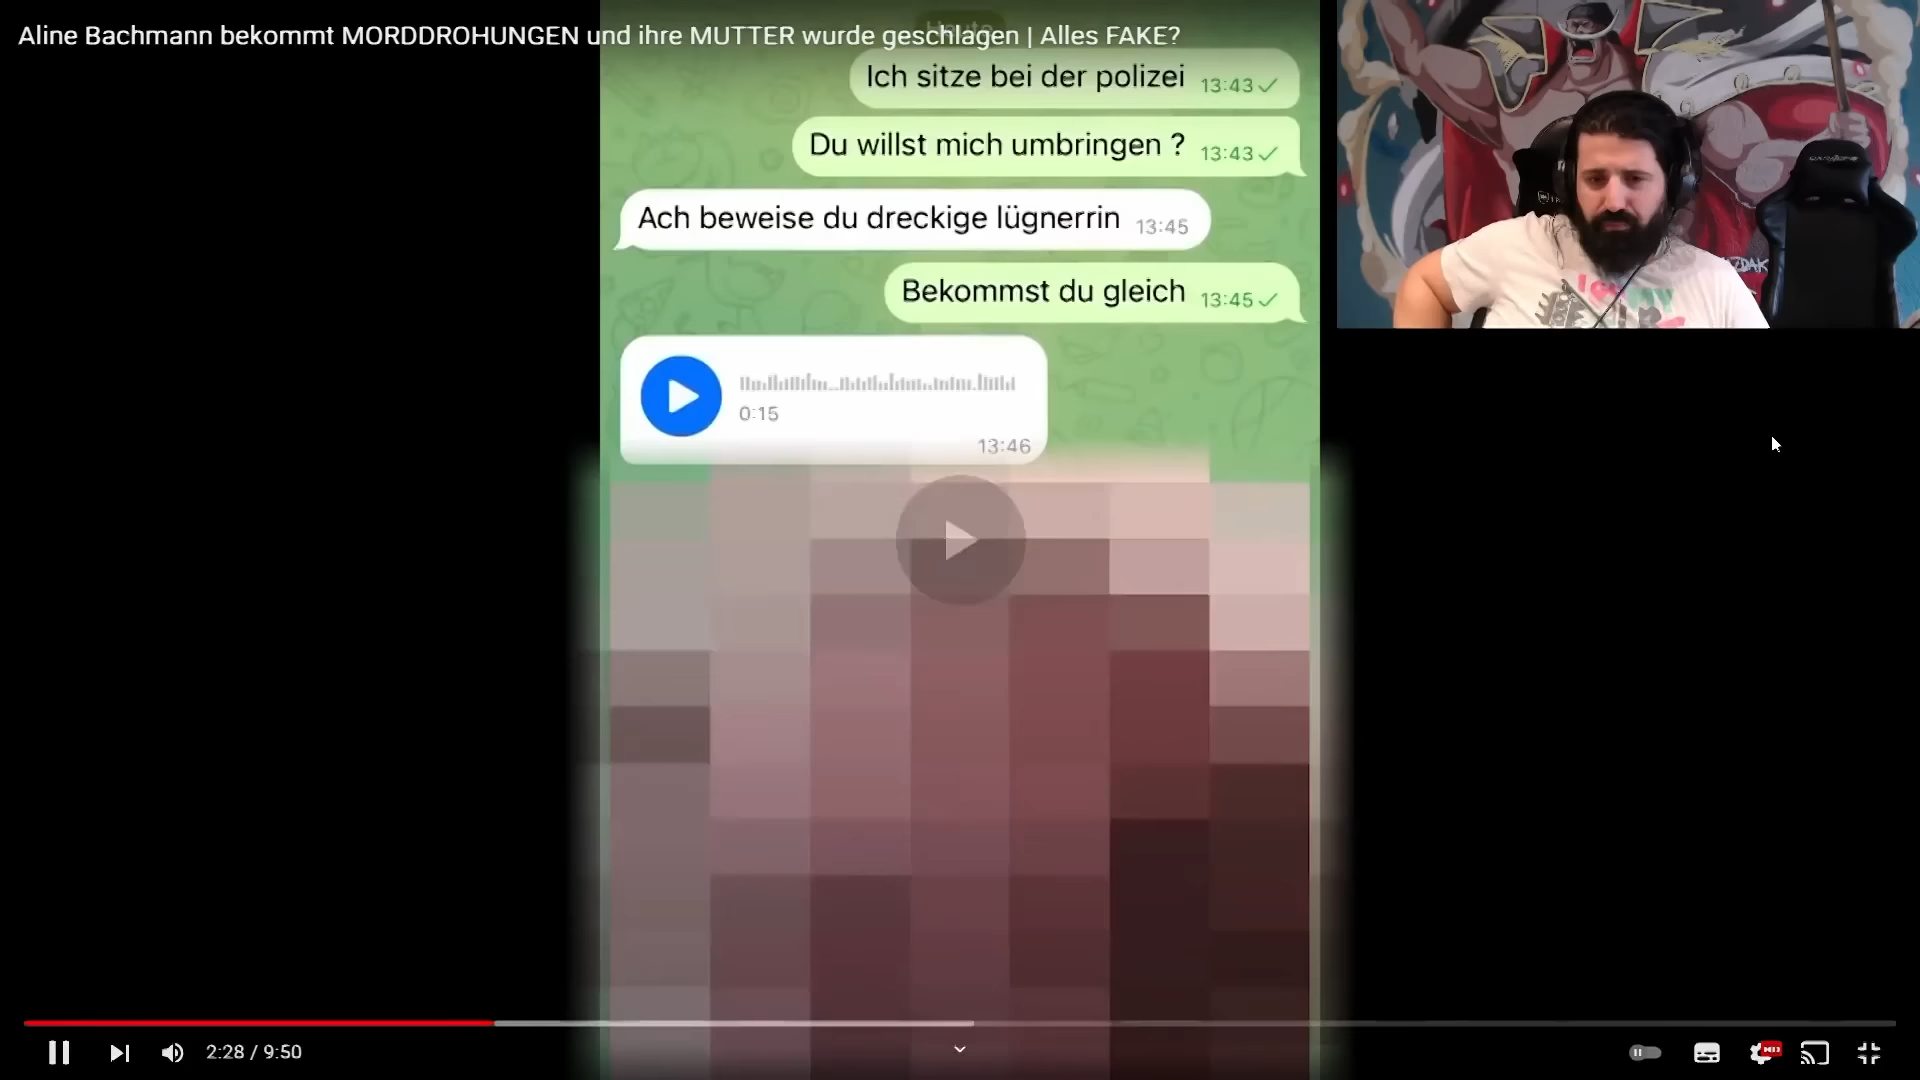 Aline Bachmann bekommt MORDDROHUNGEN und ihre MUTTER wurde geschlagen | Alles FAKE?
Heute
Ich sitze bei der polizei 13:43
Du willst mich umbringen ? 13:43
Ach beweise du dreckige lügnerrin 13:45
Bekommst du gleich 13:45
0:15
13:46
2:28 / 9:50
HD